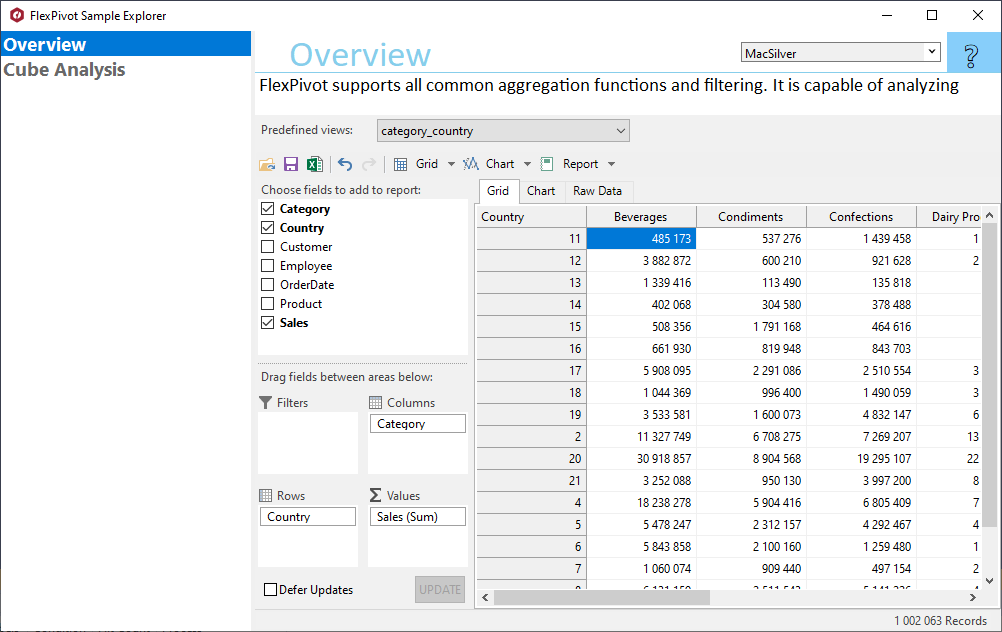 FlexPivot Sample Explorer
Overview
Cube Analysis
Overview
MacSilver
?
FlexPivot supports all common aggregation functions and filtering. It is capable of analyzing
Predefined views: category_country
Grid Chart Report
Choose fields to add to report:
Category
Country
Customer
Employee
OrderDate
Product
Sales
Drag fields between areas below:
Filters Columns
Category
Rows Values
Country Sales (Sum)
Defer Updates UPDATE
Grid Chart Raw Data
Country Beverages Condiments Confections Dairy Pro
11 485 173 537 276 1 439 458 1
12 3 882 872 600 210 921 628 2
13 1 339 416 113 490 135 818
14 402 068 304 580 378 488
15 508 356 1 791 168 464 616
16 661 930 819 948 843 703
17 5 908 095 2 291 086 2 510 554 3
18 1 044 369 996 400 1 490 059 3
19 3 533 581 1 600 073 4 832 147 6
2 11 327 749 6 708 275 7 269 207 13
20 30 918 857 8 904 568 19 295 107 22
21 3 252 088 950 130 3 997 200 8
4 18 238 278 5 904 416 6 805 409 7
5 5 478 247 2 312 157 4 292 467 4
6 5 843 858 2 100 160 1 259 480 1
7 1 060 074 909 440 497 154 2
1 002 063 Records